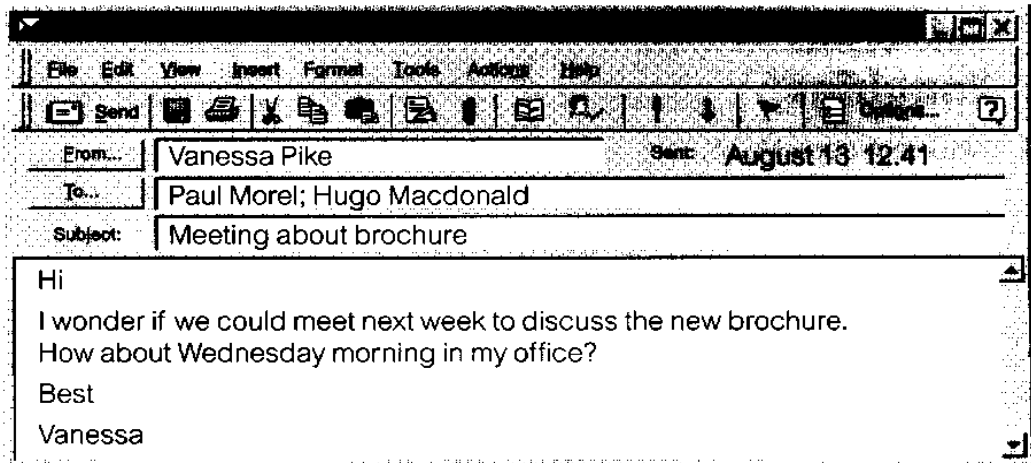 File Edit View Insert Format Tools Actions Help
Send Options...
From... Vanessa Pike Sent: August 13 12.41
To... Paul Morel; Hugo Macdonald
Subject: Meeting about brochure
Hi
I wonder if we could meet next week to discuss the new brochure.
How about Wednesday morning in my office?
Best
Vanessa